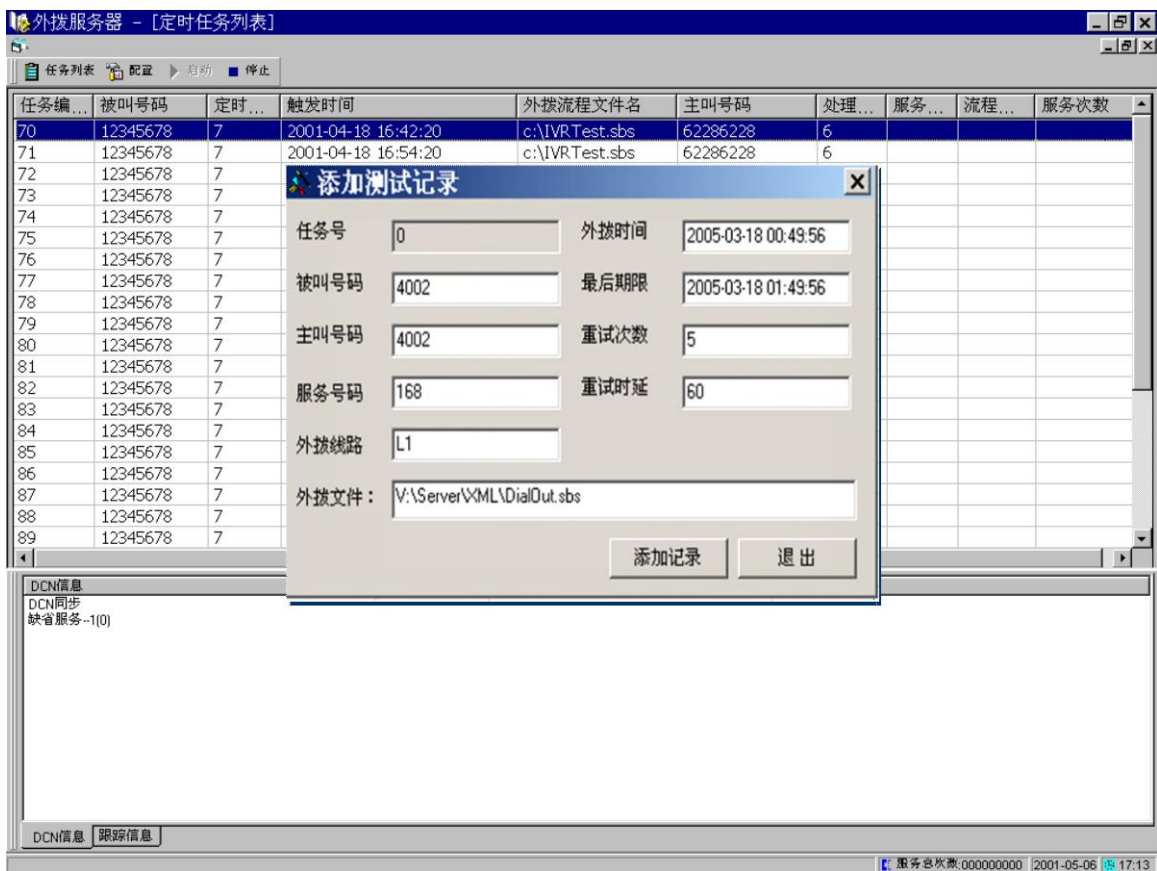 外拨服务器 - [定时任务列表]
任务列表 配置 启动 停止
任务编... 被叫号码 定时... 触发时间 外拨流程文件名 主叫号码 处理... 服务... 流程... 服务次数
70 12345678 7 2001-04-18 16:42:20 c:\IVRTest.sbs 62286228 6
71 12345678 7 2001-04-18 16:54:20 c:\IVRTest.sbs 62286228 6
72 12345678 7
73 12345678 7
74 12345678 7
75 12345678 7
76 12345678 7
77 12345678 7
78 12345678 7
79 12345678 7
80 12345678 7
81 12345678 7
82 12345678 7
83 12345678 7
84 12345678 7
85 12345678 7
86 12345678 7
87 12345678 7
88 12345678 7
89 12345678 7
添加测试记录
任务号 0 外拨时间 2005-03-18 00:49:56
被叫号码 4002 最后期限 2005-03-18 01:49:56
主叫号码 4002 重试次数 5
服务号码 168 重试时延 60
外拨线路 L1
外拨文件： V:\Server\XML\DialOut.sbs
添加记录 退出
DCN信息
DCN同步
缺省服务--1(0)
DCN信息 跟踪信息
服务总次数:000000000 2001-05-06 17:13